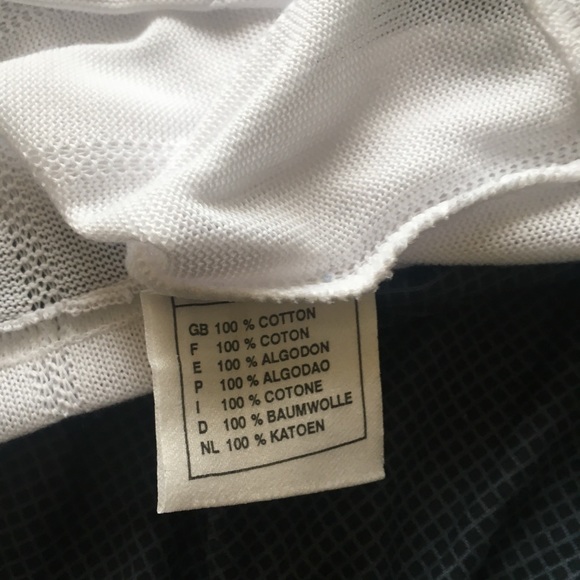 GB 100 % COTTON
F 100 % COTON
E 100 % ALGODON
P 100 % ALGODAO
I 100 % COTONE
D 100 % BAUMWOLLE
NL 100 % KATOEN